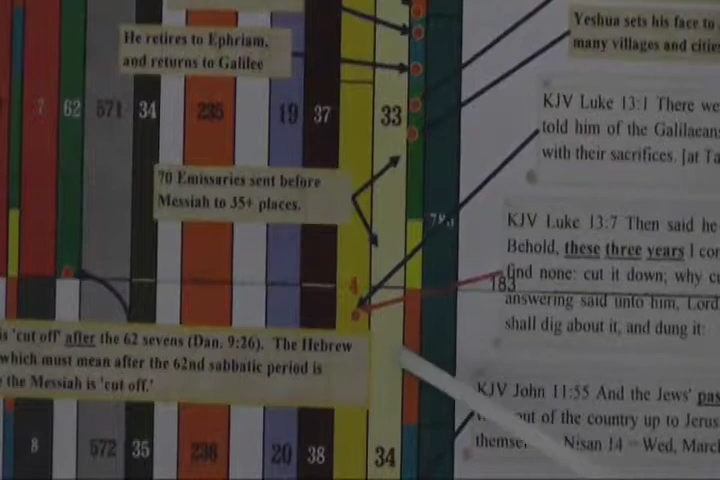 He retires to Ephriam,
and returns to Galilee
Yeshua sets his face to
many villages and cities
7 62 571 34 235 19 37 33
KJV Luke 13:1 There we
told him of the Galilaeans
with their sacrifices. [at
70 Emissaries sent before
Messiah to 35+ places.
KJV Luke 13:7 Then said he
Behold, these three years I
find none: cut it down; why
183
answering said unto him, Lord
shall dig about it, and dung it:
4
is 'cut off' after the 62 sevens (Dan. 9:26). The Hebrew
which must mean after the 62nd sabbatic period is
the Messiah is 'cut off.'
KJV John 11:55 And the Jews' pas
out of the country up to Jerus
Nisan 14 = Wed, March
8 572 35 236 20 38 34